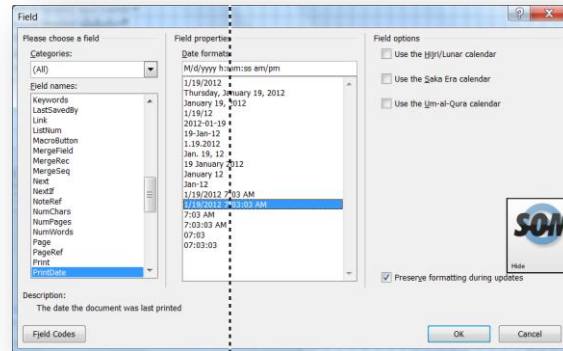 Field
Please choose a field
Categories:
(All)
Field names:
Keywords
LastSavedBy
Link
ListNum
MacroButton
MergeField
MergeRec
MergeSeq
Next
NextIf
NoteRef
NumChars
NumPages
NumWords
Page
PageRef
Print
PrintDate
Field properties
Date formats:
M/d/yyyy h:mm:ss am/pm
1/19/2012
Thursday, January 19, 2012
January 19, 2012
1/19/12
2012-01-19
19-Jan-12
1.19.2012
Jan. 19, 12
19 January 2012
January 12
Jan-12
1/19/2012 7:03 AM
1/19/2012 7:03:03 AM
7:03 AM
7:03:03 AM
07:03
07:03:03
Field options
Use the Hijri/Lunar calendar
Use the Saka Era calendar
Use the Um-al-Qura calendar
Hide
Preserve formatting during updates
Description:
The date the document was last printed
Field Codes
OK
Cancel